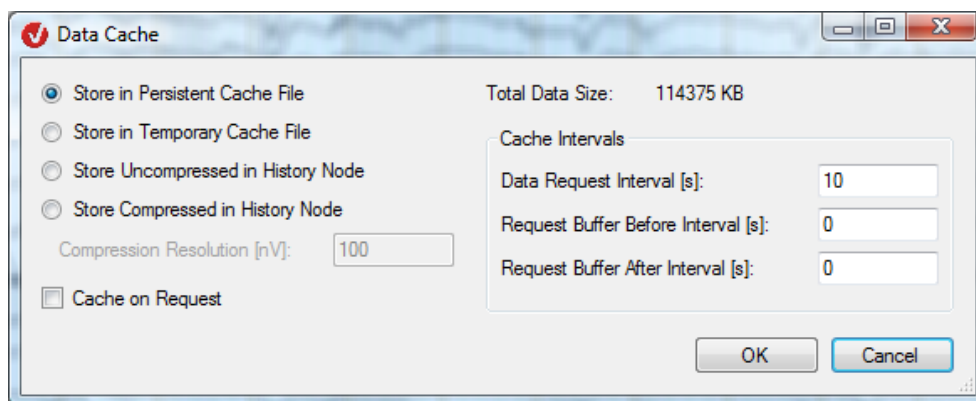 Data Cache
Store in Persistent Cache File
Store in Temporary Cache File
Store Uncompressed in History Node
Store Compressed in History Node
Compression Resolution [nV]: 100
Cache on Request
Total Data Size: 114375 KB
Cache Intervals
Data Request Interval [s]: 10
Request Buffer Before Interval [s]: 0
Request Buffer After Interval [s]: 0
OK Cancel